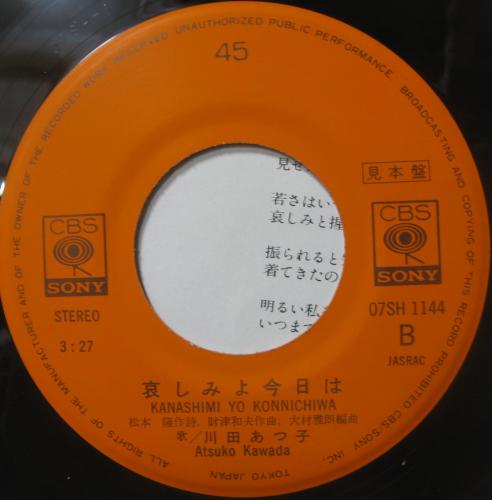 ALL RIGHTS OF THE MANUFACTURER AND OF THE OWNER OF THE RECORDED WORK RESERVED UNAUTHORIZED PUBLIC PERFORMANCE. BROADCASTING AND COPYING OF THIS RECORD PROHIBITED CBS/SONY INC. TOKYO JAPAN
45
見本盤
CBS
SONY
CBS
SONY
STEREO
3:27
07SH 1144
B
JASRAC
見せ
若さはい
哀しみと
振られると
着てきたの
明るい私
いつまで
哀しみよ今日は
KANASHIMI YO KONNICHIWA
松本 隆作詩、財津和夫作曲、大村雅朗編曲
歌/川田あつ子
Atsuko Kawada